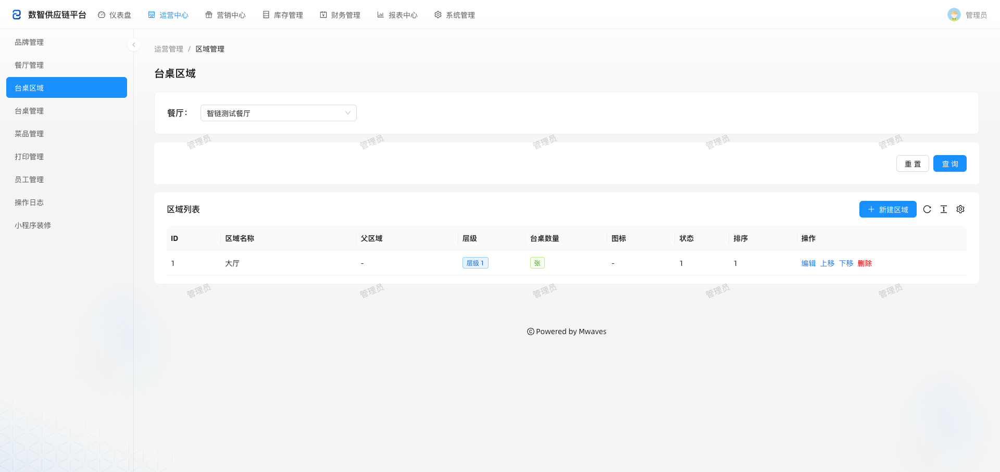 数智供应链平台 仪表盘 运营中心 营销中心 库存管理 财务管理 报表中心 系统管理 管理员
品牌管理
餐厅管理
台桌区域
台桌管理
菜品管理
打印管理
员工管理
操作日志
小程序装修
运营管理 / 区域管理
台桌区域
餐厅： 智链测试餐厅
管理员 管理员 管理员 管理员 管理员
重 置 查 询
区域列表 新建区域
ID 区域名称 父区域 层级 台桌数量 图标 状态 排序 操作
1 大厅 - 层级 1 张 - 1 1 编辑 上移 下移 删除
管理员 管理员 管理员 管理员 管理员
© Powered by Mwaves